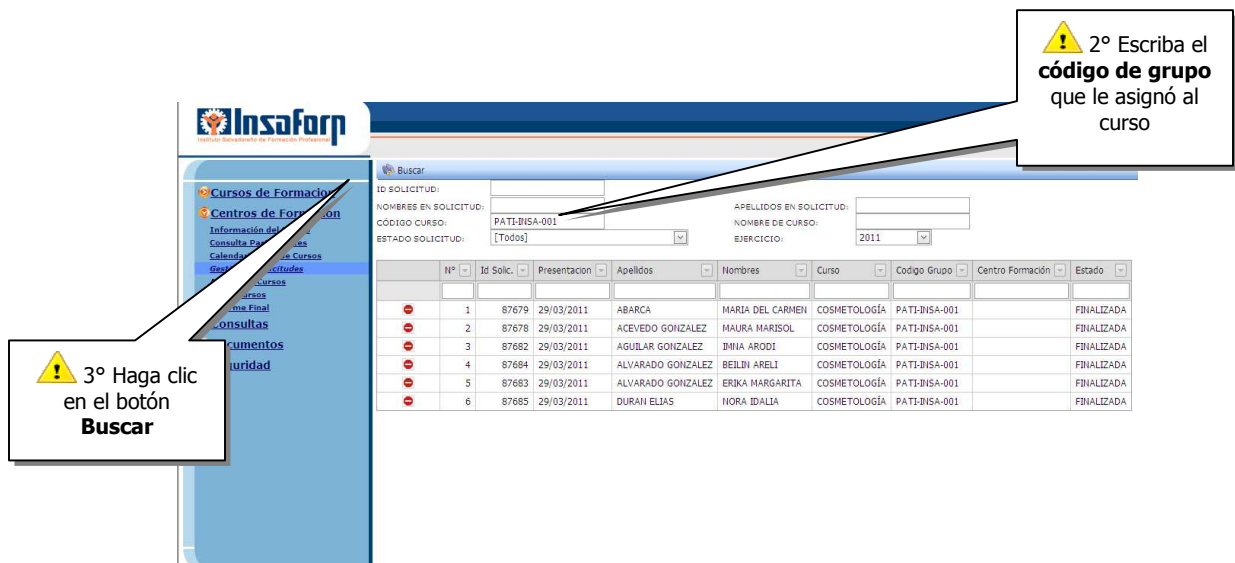 2° Escriba el
código de grupo
que le asignó al
curso
Insaforp
Instituto Salvadoreño de Formación Profesional
Buscar
ID SOLICITUD:
NOMBRES EN SOLICITUD: APELLIDOS EN SOLICITUD:
CÓDIGO CURSO: PATI-INSA-001 NOMBRE DE CURSO:
ESTADO SOLICITUD: [Todos] EJERCICIO: 2011
Cursos de
Centros de
Información
Consulta
Cursos
Cursos
Final
3° Haga clic
en el botón
Buscar
N° Id Solic. Presentacion Apelidos Nombres Curso Codigo Grupo Centro Formación Estado
1 87679 29/03/2011 ABARCA MARIA DEL CARMEN COSMETOLOGÍA PATI-INSA-001 FINALIZADA
2 87678 29/03/2011 ACEVEDO GONZALEZ MAURA MARISOL COSMETOLOGÍA PATI-INSA-001 FINALIZADA
3 87682 29/03/2011 AGUILAR GONZALEZ IMNA ARODI COSMETOLOGÍA PATI-INSA-001 FINALIZADA
4 87684 29/03/2011 ALVARADO GONZALEZ BEILIN ARELI COSMETOLOGÍA PATI-INSA-001 FINALIZADA
5 87683 29/03/2011 ALVARADO GONZALEZ ERIKA MARGARITA COSMETOLOGÍA PATI-INSA-001 FINALIZADA
6 87685 29/03/2011 DURAN ELIAS NORA IDALIA COSMETOLOGÍA PATI-INSA-001 FINALIZADA